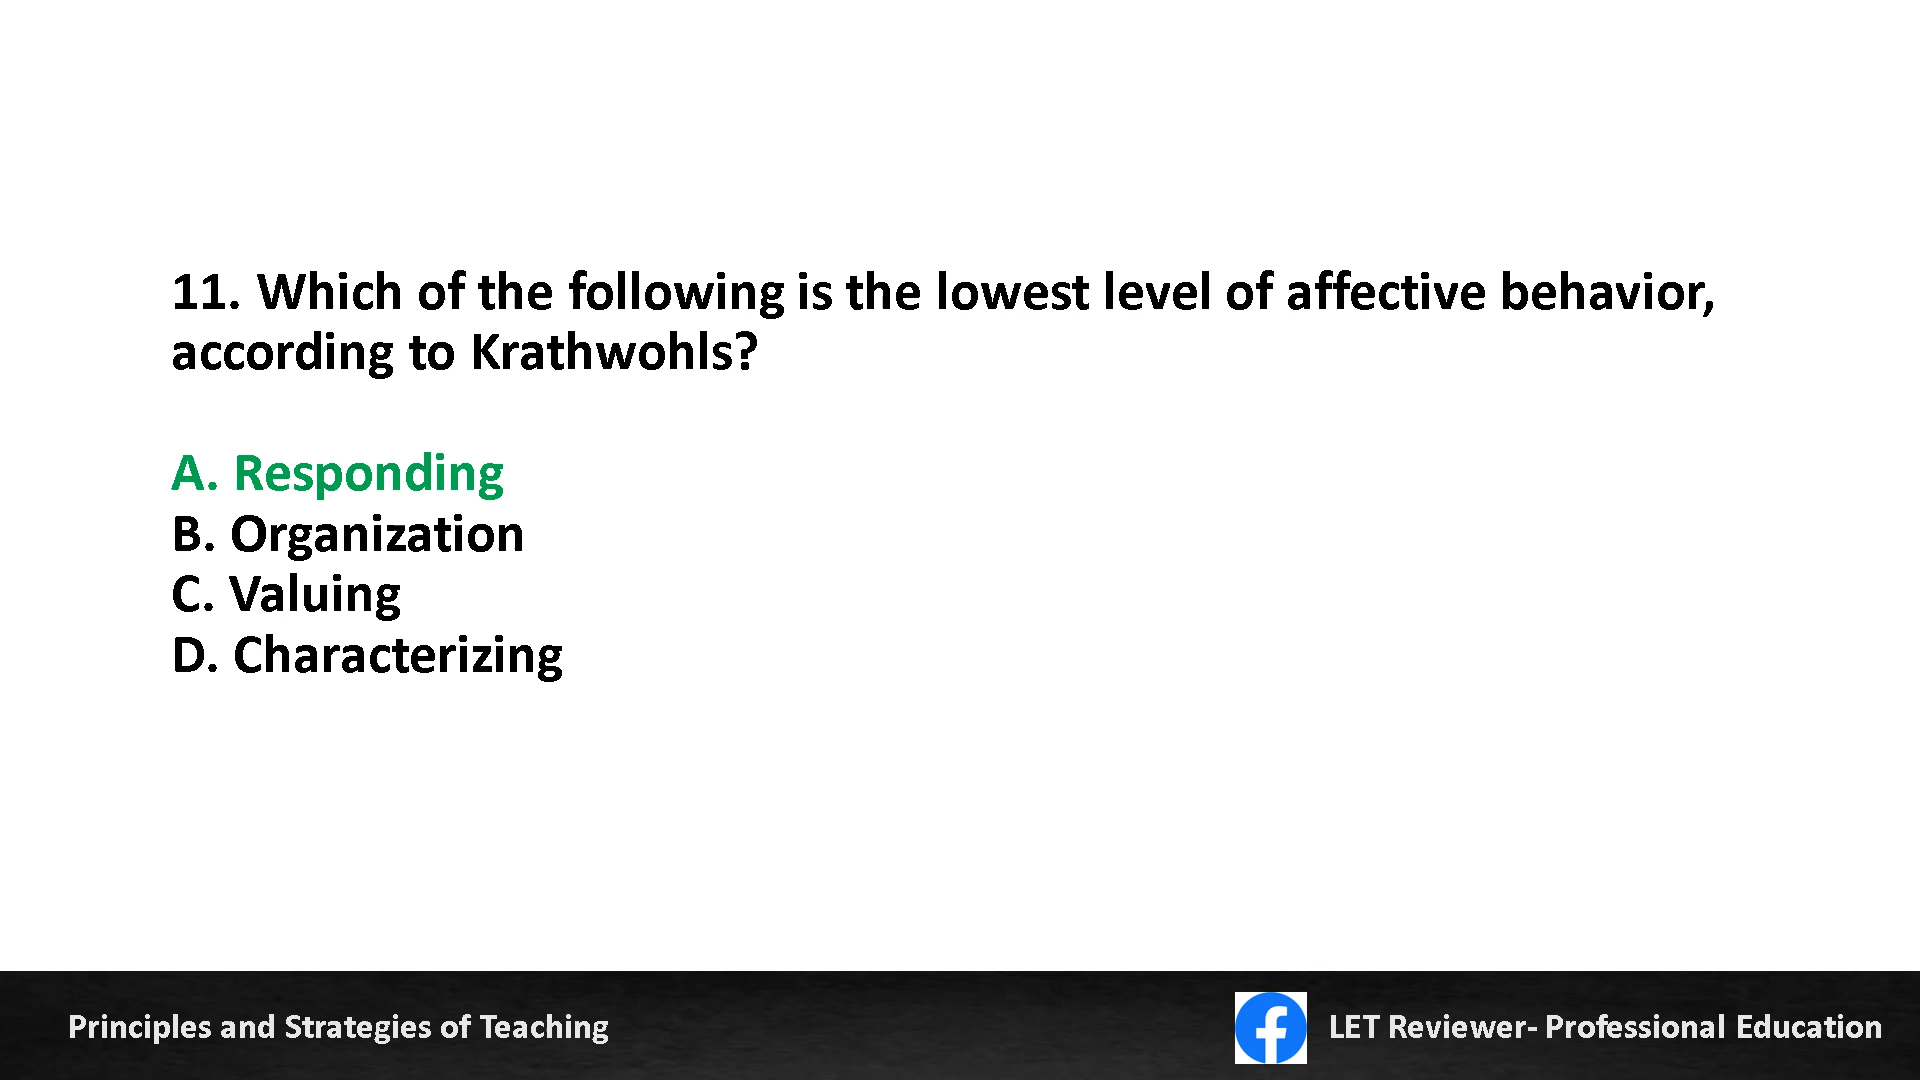 11. Which of the following is the lowest level of affective behavior,
according to Krathwohls?
A. Responding
B. Organization
C. Valuing
D. Characterizing
Principles and Strategies of Teaching
LET Reviewer- Professional Education